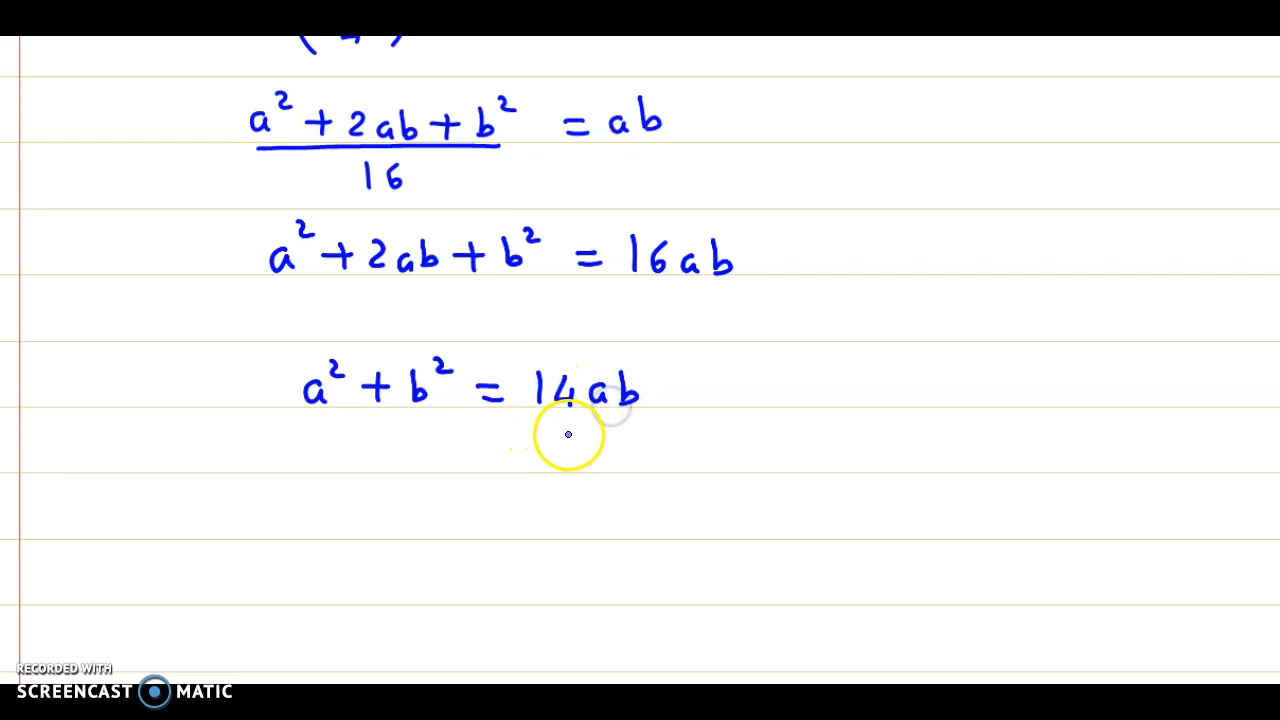 a² + 2ab + b² = ab
16
a² + 2ab + b² = 16ab
a² + b² = 14ab
RECORDED WITH
SCREENCAST MATIC